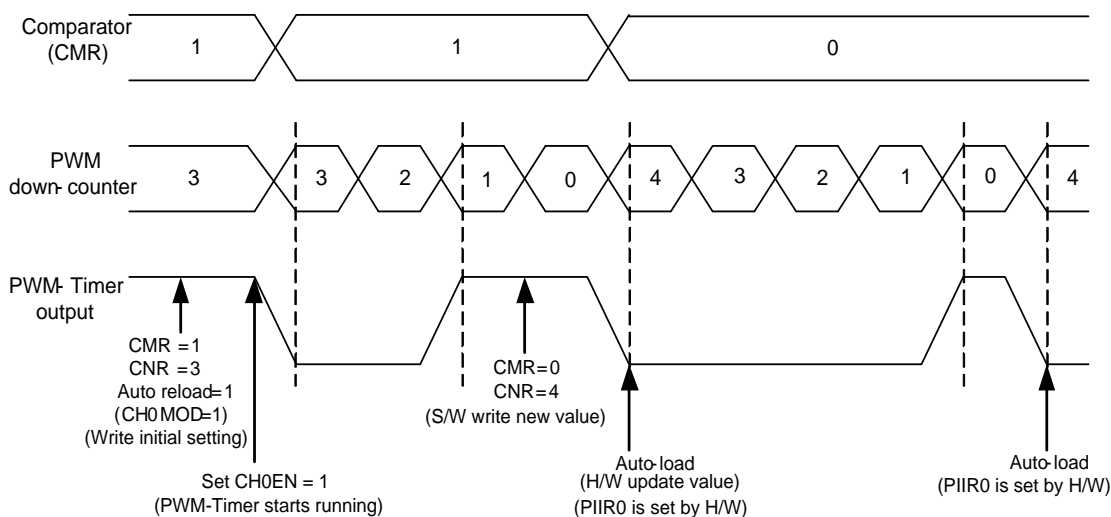 Comparator
(CMR)
1
1
0
PWM
down-counter
3
3
2
1
0
4
3
2
1
0
4
PWM-Timer
output
CMR=1
CNR=3
Auto reload=1
(CH0MOD=1)
(Write initial setting)
Set CH0EN = 1
(PWM-Timer starts running)
CMR=0
CNR=4
(S/W write new value)
Auto-load
(H/W update value)
(PIIR0 is set by H/W)
Auto-load
(PIIR0 is set by H/W)